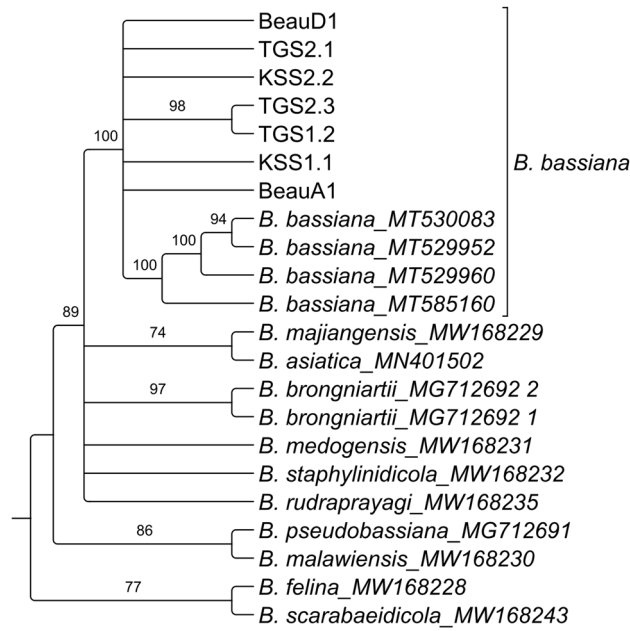 BeauD1
TGS2.1
KSS2.2
98
TGS2.3
TGS1.2
100
KSS1.1
B. bassiana
BeauA1
94
B. bassiana_MT530083
100
B. bassiana_MT529952
100
B. bassiana_MT529960
B. bassiana_MT585160
89
74
B. majiangensis_MW168229
B. asiatica_MN401502
97
B. brongniartii_MG712692 2
B. brongniartii_MG712692 1
B. medogensis_MW168231
B. staphylinidicola_MW168232
B. rudraprayagi_MW168235
86
B. pseudobassiana_MG712691
B. malawiensis_MW168230
77
B. felina_MW168228
B. scarabaeidicola_MW168243